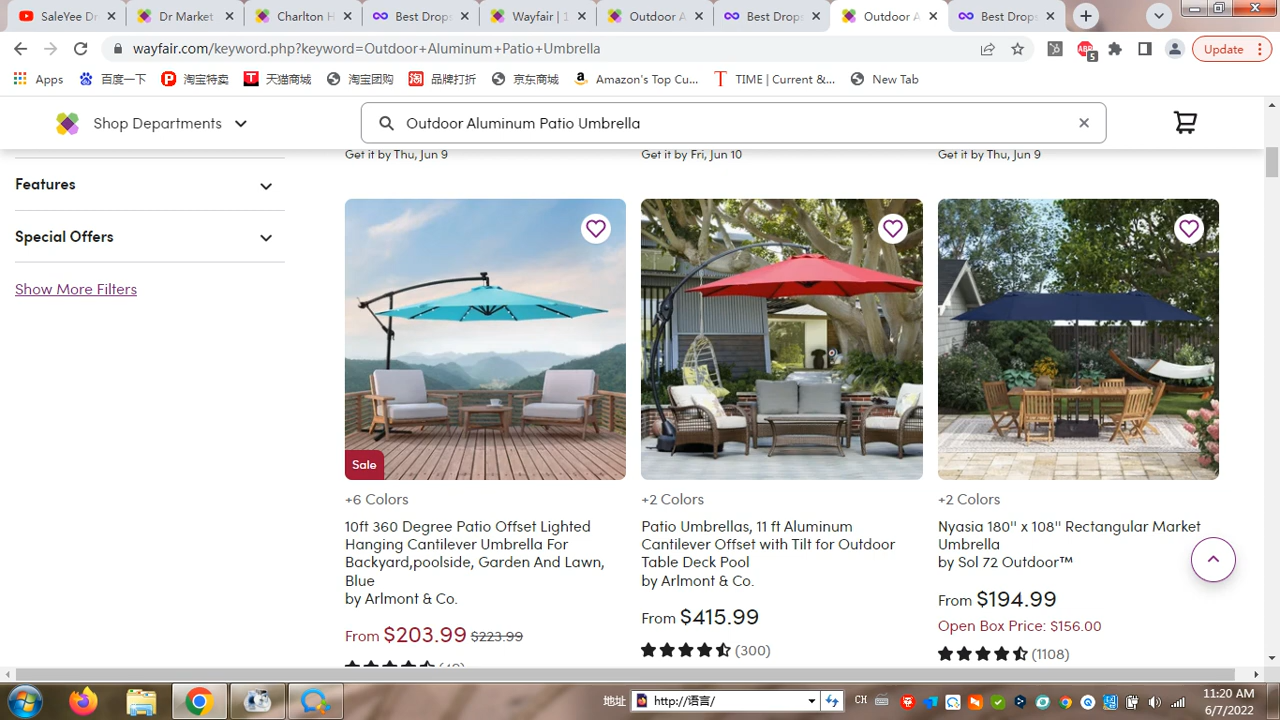 SaleYee Dr
Dr Market
Charlton H
Best Drop
Wayfair |
Outdoor A
Best Drop
Outdoor A
Best Drop
wayfair.com/keyword.php?keyword=Outdoor+Aluminum+Patio+Umbrella
ABP
5
Update
Apps
百度一下
淘宝特卖
天猫商城
淘宝团购
品牌打折
京东商城
Amazon's Top Cu...
TIME | Current &...
New Tab
Shop Departments
Outdoor Aluminum Patio Umbrella
Get it by Thu, Jun 9
Get it by Fri, Jun 10
Get it by Thu, Jun 9
Features
Special Offers
Show More Filters
Sale
+6 Colors
10ft 360 Degree Patio Offset Lighted
Hanging Cantilever Umbrella For
Backyard,poolside, Garden And Lawn,
Blue
by Arlmont & Co.
From $203.99 $223.99
+2 Colors
Patio Umbrellas, 11 ft Aluminum
Cantilever Offset with Tilt for Outdoor
Table Deck Pool
by Arlmont & Co.
From $415.99
(300)
+2 Colors
Nyasia 180'' x 108'' Rectangular Market
Umbrella
by Sol 72 Outdoor™
From $194.99
Open Box Price: $156.00
(1108)
地址
http://语言/
CH
11:20 AM
6/7/2022